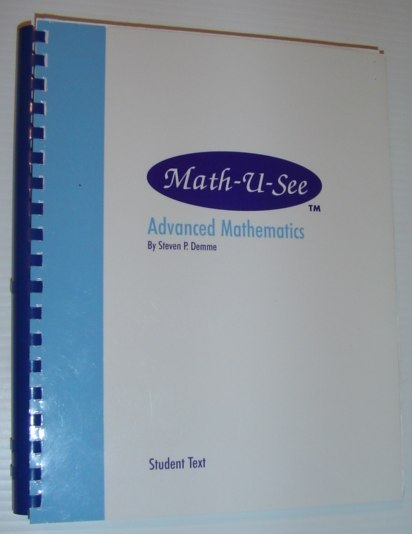 Math-U-See
TM
Advanced Mathematics
By Steven P. Demme
Student Text